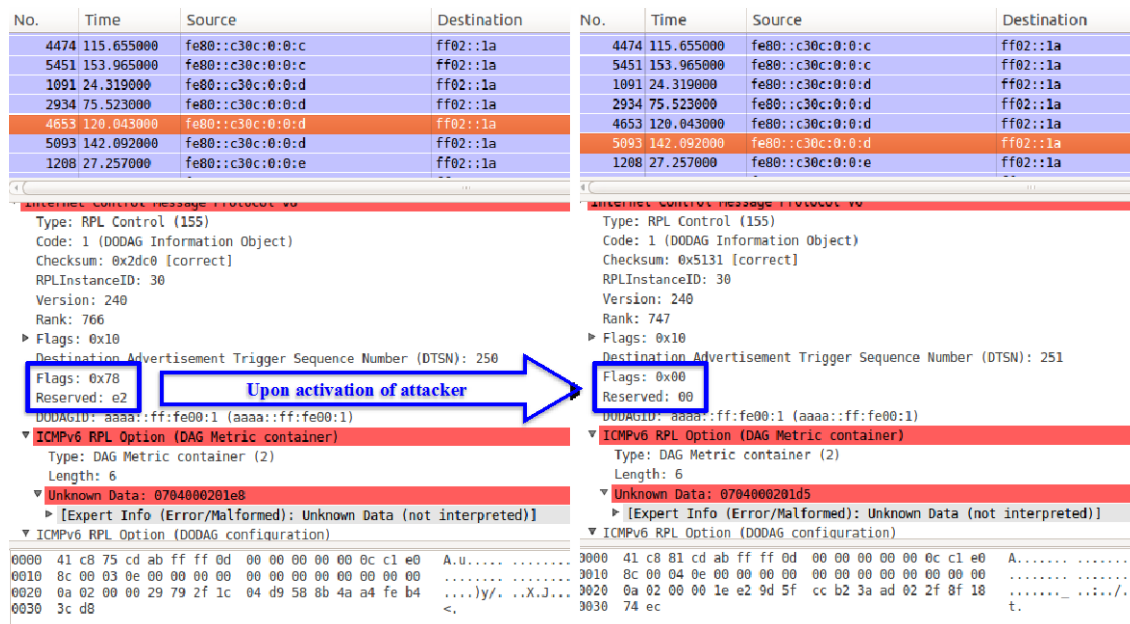 No. Time Source Destination
4474 115.655000 fe80::c30c:0:0:c ff02::1a
5451 153.965000 fe80::c30c:0:0:c ff02::1a
1091 24.319000 fe80::c30c:0:0:d ff02::1a
2934 75.523000 fe80::c30c:0:0:d ff02::1a
4653 120.043000 fe80::c30c:0:0:d ff02::1a
5093 142.092000 fe80::c30c:0:0:d ff02::1a
1208 27.257000 fe80::c30c:0:0:e ff02::1a
Internet Control Message Protocol v6
Type: RPL Control (155)
Code: 1 (DODAG Information Object)
Checksum: 0x2dc0 [correct]
RPLInstanceID: 30
Version: 240
Rank: 766
Flags: 0x10
Destination Advertisement Trigger Sequence Number (DTSN): 250
Flags: 0x78
Reserved: e2
DODAGID: aaaa::ff:fe00:1 (aaaa::ff:fe00:1)
ICMPv6 RPL Option (DAG Metric container)
Type: DAG Metric container (2)
Length: 6
Unknown Data: 0704000201e8
[Expert Info (Error/Malformed): Unknown Data (not interpreted)]
ICMPv6 RPL Option (DODAG configuration)
0000 41 c8 75 cd ab ff ff 0d 00 00 00 00 00 0c c1 e0 A.u..... ........
0010 8c 00 03 0e 00 00 00 00 00 00 00 00 00 00 00 00 ........ ........
0020 0a 02 00 00 29 79 2f 1c 04 d9 58 8b 4a a4 fe b4 ....)y/. ..X.J...
0030 3c d8 <.
Upon activation of attacker
No. Time Source Destination
4474 115.655000 fe80::c30c:0:0:c ff02::1a
5451 153.965000 fe80::c30c:0:0:c ff02::1a
1091 24.319000 fe80::c30c:0:0:d ff02::1a
2934 75.523000 fe80::c30c:0:0:d ff02::1a
4653 120.043000 fe80::c30c:0:0:d ff02::1a
5093 142.092000 fe80::c30c:0:0:d ff02::1a
1208 27.257000 fe80::c30c:0:0:e ff02::1a
Internet Control Message Protocol v6
Type: RPL Control (155)
Code: 1 (DODAG Information Object)
Checksum: 0x5131 [correct]
RPLInstanceID: 30
Version: 240
Rank: 747
Flags: 0x10
Destination Advertisement Trigger Sequence Number (DTSN): 251
Flags: 0x00
Reserved: 00
DODAGID: aaaa::ff:fe00:1 (aaaa::ff:fe00:1)
ICMPv6 RPL Option (DAG Metric container)
Type: DAG Metric container (2)
Length: 6
Unknown Data: 0704000201d5
[Expert Info (Error/Malformed): Unknown Data (not interpreted)]
ICMPv6 RPL Option (DODAG configuration)
0000 41 c8 81 cd ab ff ff 0d 00 00 00 00 00 0c c1 e0 A....... ........
0010 8c 00 04 0e 00 00 00 00 00 00 00 00 00 00 00 00 ........ ........
0020 0a 02 00 00 1e e2 9d 5f cc b2 3a ad 02 2f 8f 18 ......._ ..:../.
0030 74 ec t.